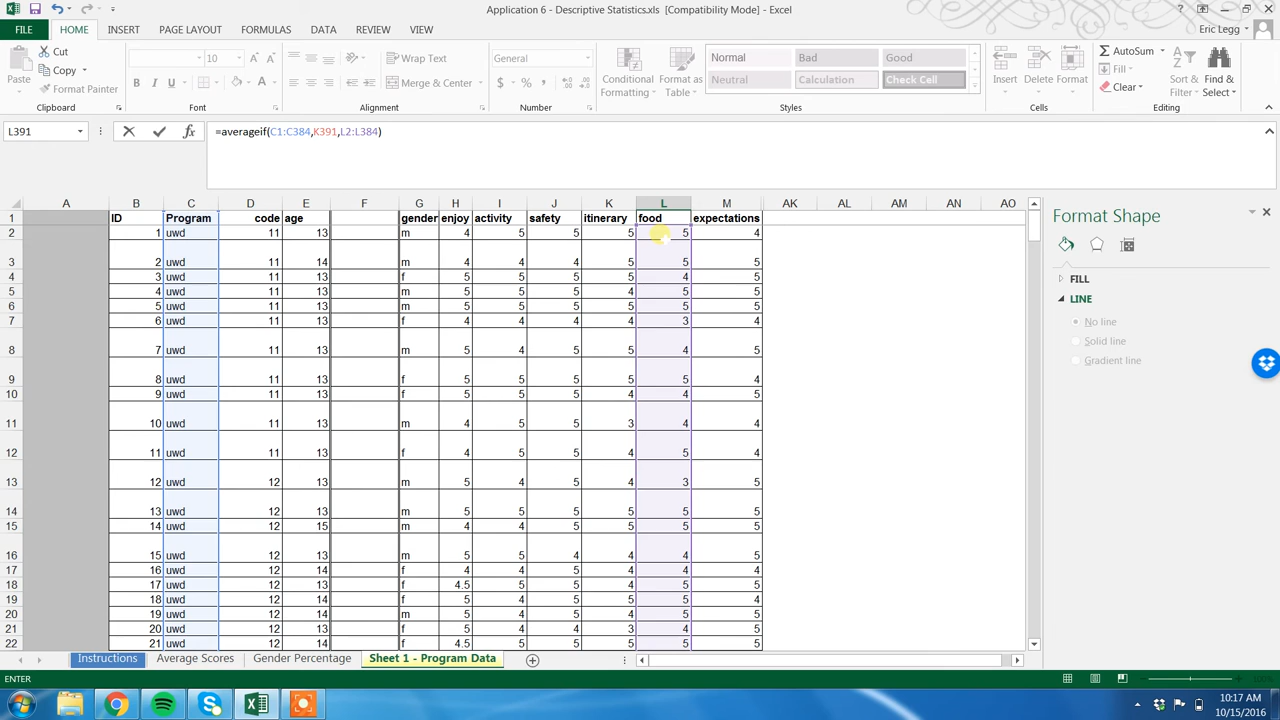 Application 6 - Descriptive Statistics.xls [Compatibility Mode] - Excel
FILE HOME INSERT PAGE LAYOUT FORMULAS DATA REVIEW VIEW Eric Legg
Paste Cut Copy Format Painter
Clipboard
10 A A
B I U A
Font
Wrap Text
Merge & Center
Alignment
General
$ % ,
Number
Conditional Formatting
Format as Table
Normal Bad Good
Neutral Calculation Check Cell
Styles
Insert Delete Format
Cells
AutoSum
Fill
Clear
Sort & Filter
Find & Select
Editing
L391 fx =averageif(C1:C384,K391,L2:L384)
A B C D E F G H I J K L M AK AL AM AN AO
1 ID Program code age gender enjoy activity safety itinerary food expectations
2 1 uwd 11 13 m 4 5 5 5 5 4
3 2 uwd 11 14 m 4 4 4 5 5 5
4 3 uwd 11 13 f 5 5 5 5 4 5
5 4 uwd 11 13 m 5 5 5 4 5 5
6 5 uwd 11 13 m 5 5 5 5 5 5
7 6 uwd 11 13 f 4 4 4 4 3 4
8 7 uwd 11 13 m 5 4 5 5 4 5
9 8 uwd 11 13 f 5 5 5 5 5 4
10 9 uwd 11 13 f 5 5 5 4 4 5
11 10 uwd 11 13 m 4 5 5 3 4 4
12 11 uwd 11 13 f 4 5 5 4 5 4
13 12 uwd 12 13 m 5 4 5 4 3 5
14 13 uwd 12 13 m 5 5 5 5 5 5
15 14 uwd 12 15 m 4 4 5 5 5 5
16 15 uwd 12 13 m 5 5 4 4 4 5
17 16 uwd 12 14 m 5 5 5 4 4 4
18 17 uwd 12 13 f 4.5 5 5 4 5 5
19 18 uwd 12 14 f 5 4 5 5 5 4
20 19 uwd 12 14 m 5 4 5 4 5 5
21 20 uwd 12 13 f 5 4 4 3 4 5
22 21 uwd 12 14 f 4.5 5 5 5 5 5
Format Shape
FILL
LINE
No line
Solid line
Gradient line
Instructions Average Scores Gender Percentage Sheet 1 - Program Data
ENTER
10:17 AM
10/15/2016